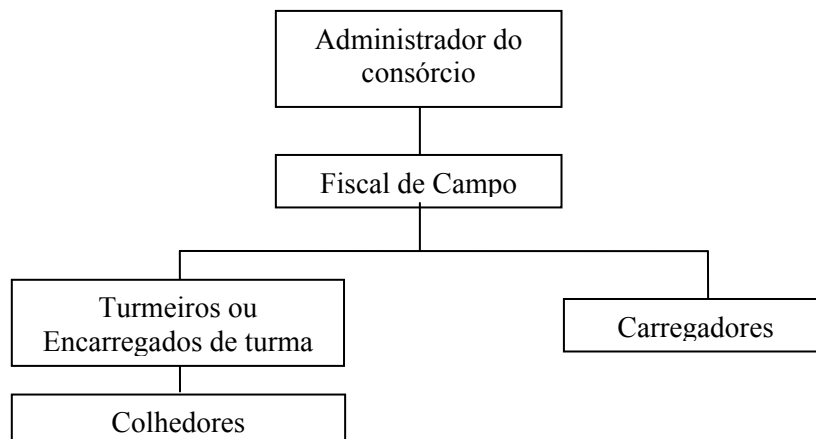 Administrador do
consórcio
Fiscal de Campo
Turmeiros ou
Encarregados de turma
Carregadores
Colhedores